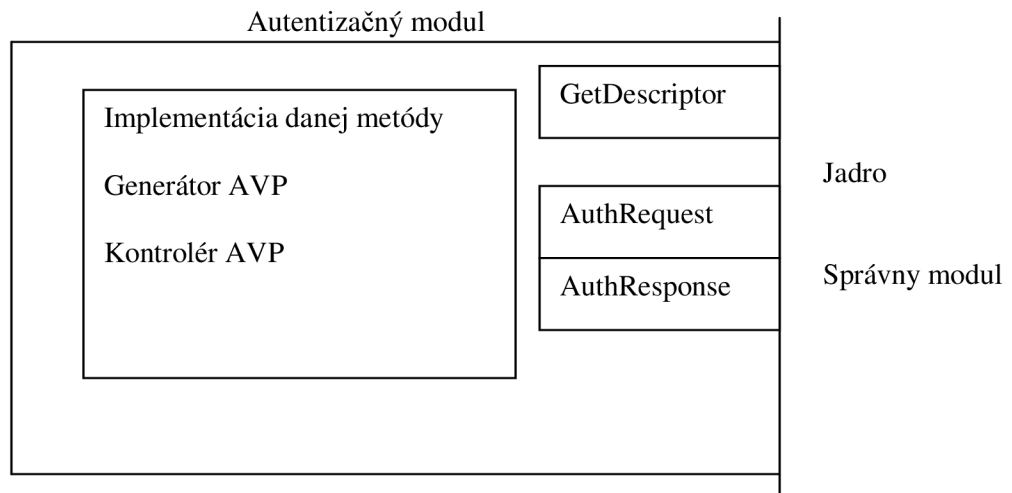 Autentizačný modul
Implementácia danej metódy
Generátor AVP
Kontrolér AVP
GetDescriptor
AuthRequest
AuthResponse
Jadro
Správny modul